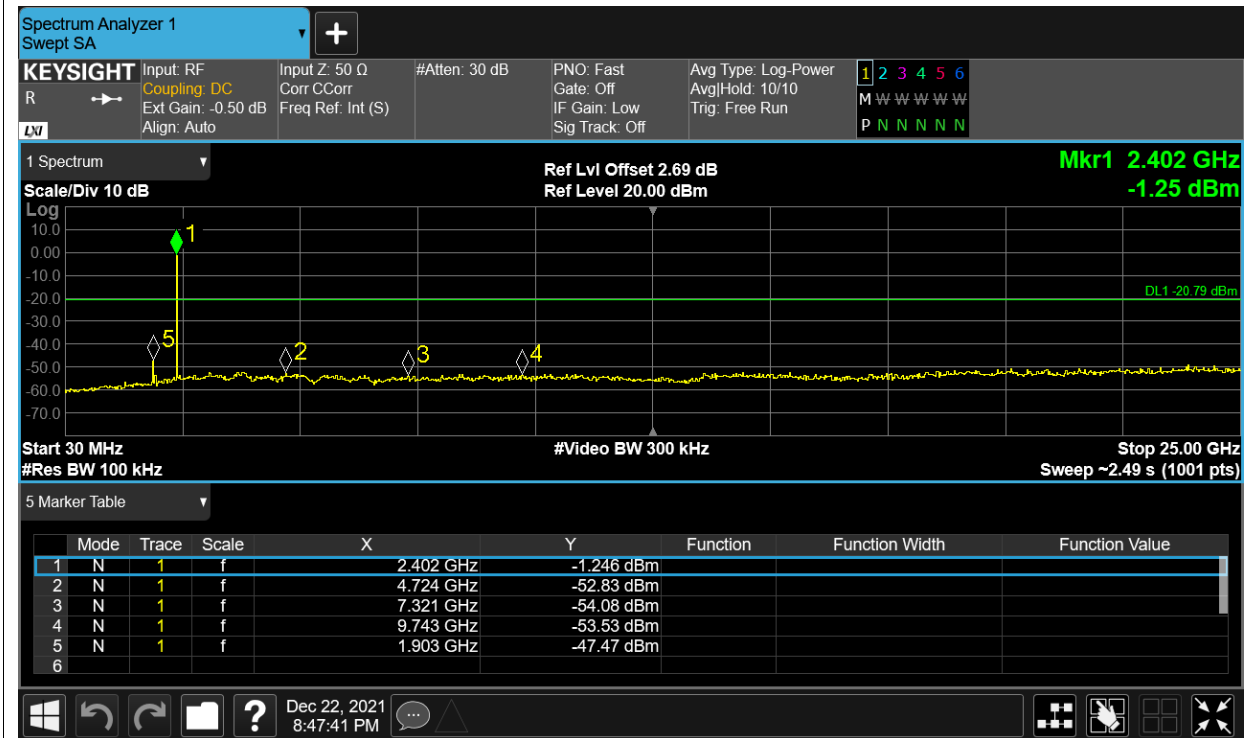 Spectrum Analyzer 1
Swept SA
+
KEYSIGHT
R
LXI
Input: RF
Coupling: DC
Ext Gain: -0.50 dB
Align: Auto
Input Z: 50 Ω
Corr CCorr
Freq Ref: Int (S)
#Atten: 30 dB
PNO: Fast
Gate: Off
IF Gain: Low
Sig Track: Off
Avg Type: Log-Power
Avg|Hold: 10/10
Trig: Free Run
1 2 3 4 5 6
M W W W W W
P N N N N N
1 Spectrum
Scale/Div 10 dB
Ref Lvl Offset 2.69 dB
Ref Level 20.00 dBm
Mkr1 2.402 GHz
-1.25 dBm
Log
10.0
0.00
-10.0
-20.0
-30.0
-40.0
-50.0
-60.0
-70.0
1
5
2
3
4
DL1 -20.79 dBm
Start 30 MHz
#Video BW 300 kHz
Stop 25.00 GHz
#Res BW 100 kHz
Sweep ~2.49 s (1001 pts)
5 Marker Table
Mode Trace Scale X Y Function Function Width Function Value
1 N 1 f 2.402 GHz -1.246 dBm
2 N 1 f 4.724 GHz -52.83 dBm
3 N 1 f 7.321 GHz -54.08 dBm
4 N 1 f 9.743 GHz -53.53 dBm
5 N 1 f 1.903 GHz -47.47 dBm
6
?
Dec 22, 2021
8:47:41 PM